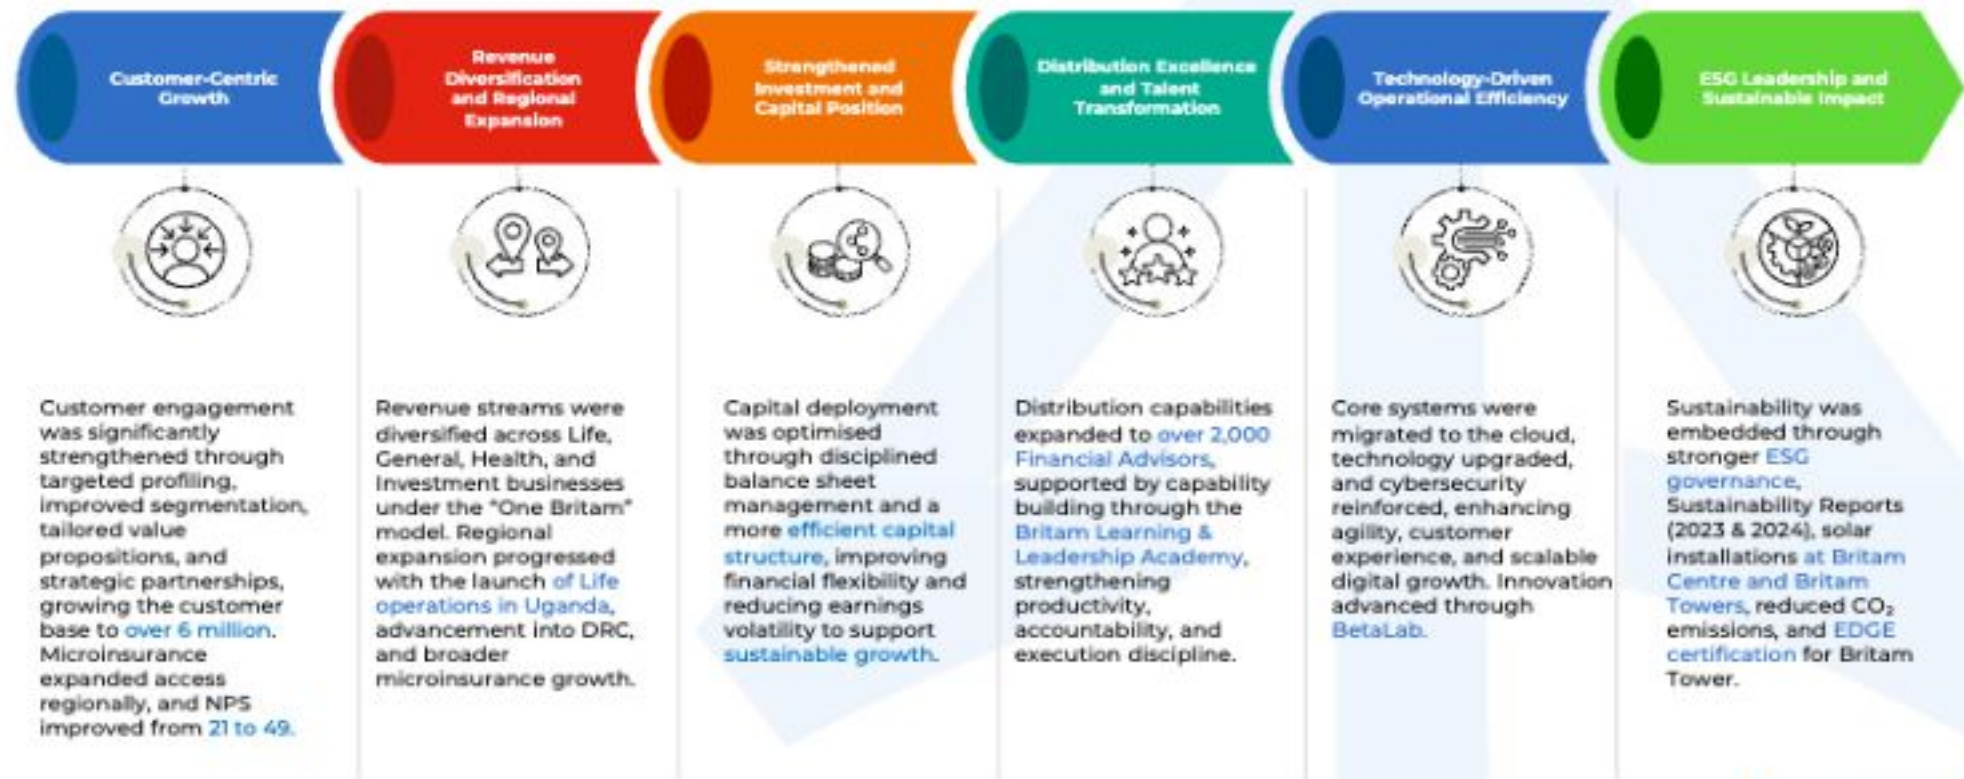 Customer-Centric
Growth
Revenue
Diversification
and Regional
Expansion
Strengthened
Investment and
Capital Position
Distribution Excellence
and Talent
Transformation
Technology-Driven
Operational Efficiency
ESG Leadership and
Sustainable Impact
Customer engagement
was significantly
strengthened through
targeted profiling,
improved segmentation,
tailored value
propositions, and
strategic partnerships,
growing the customer
base to over 6 million.
Microinsurance
expanded access
regionally, and NPS
improved from 21 to 49.
Revenue streams were
diversified across Life,
General, Health, and
Investment businesses
under the "One Britam"
model. Regional
expansion progressed
with the launch of Life
operations in Uganda,
advancement into DRC,
and broader
microinsurance growth.
Capital deployment
was optimised
through disciplined
balance sheet
management and a
more efficient capital
structure, improving
financial flexibility and
reducing earnings
volatility to support
sustainable growth.
Distribution capabilities
expanded to over 2,000
Financial Advisors,
supported by capability
building through the
Britam Learning &
Leadership Academy,
strengthening
productivity,
accountability, and
execution discipline.
Core systems were
migrated to the cloud,
technology upgraded,
and cybersecurity
reinforced, enhancing
agility, customer
experience, and scalable
digital growth. Innovation
advanced through
BetaLab.
Sustainability was
embedded through
stronger ESG
governance,
Sustainability Reports
(2023 & 2024), solar
installations at Britam
Centre and Britam
Towers, reduced CO₂
emissions, and EDGE
certification for Britam
Tower.